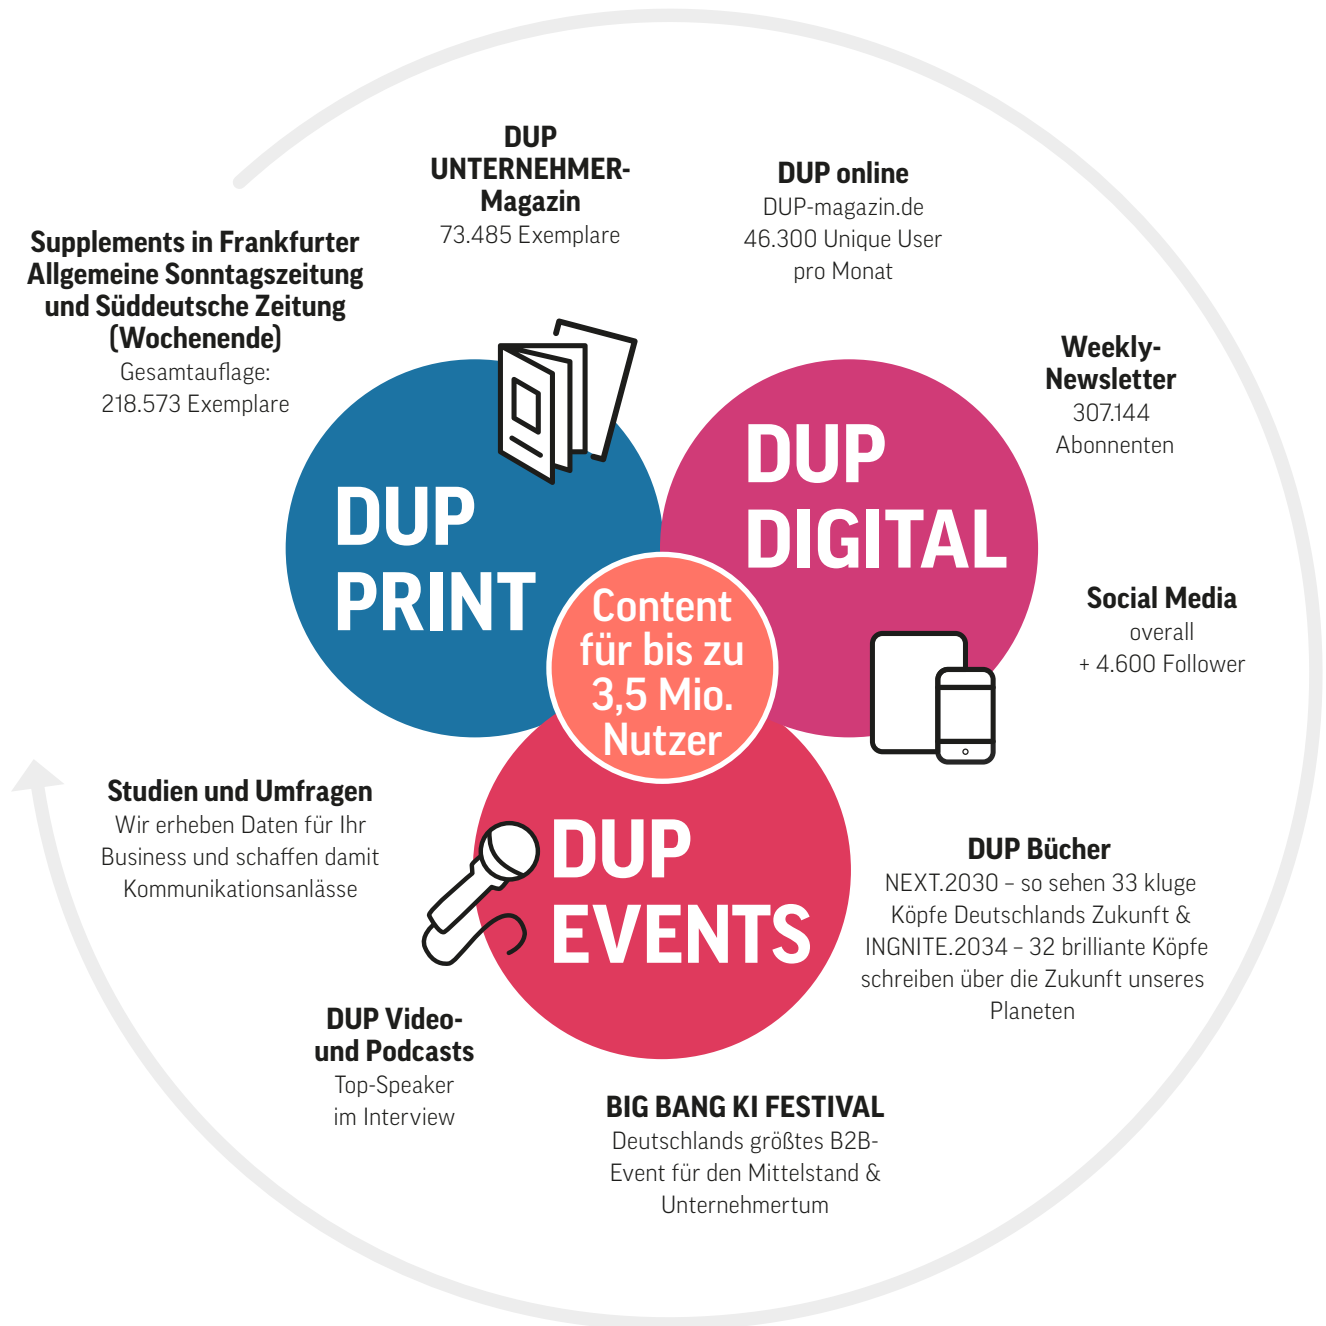 DUP
UNTERNEHMER-
Magazin
73.485 Exemplare
DUP online
DUP-magazin.de
46.300 Unique User
pro Monat
Supplements in Frankfurter
Allgemeine Sonntagszeitung
und Süddeutsche Zeitung
(Wochenende)
Gesamtauflage:
218.573 Exemplare
Weekly-
Newsletter
307.144
Abonnenten
DUP
PRINT
DUP
DIGITAL
Content
für bis zu
3,5 Mio.
Nutzer
Social Media
overall
+ 4.600 Follower
Studien und Umfragen
Wir erheben Daten für Ihr
Business und schaffen damit
Kommunikationsanlässe
DUP
EVENTS
DUP Bücher
NEXT.2030 – so sehen 33 kluge
Köpfe Deutschlands Zukunft &
INGNITE.2034 – 32 brilliante Köpfe
schreiben über die Zukunft unseres
Planeten
DUP Video-
und Podcasts
Top-Speaker
im Interview
BIG BANG KI FESTIVAL
Deutschlands größtes B2B-
Event für den Mittelstand &
Unternehmertum